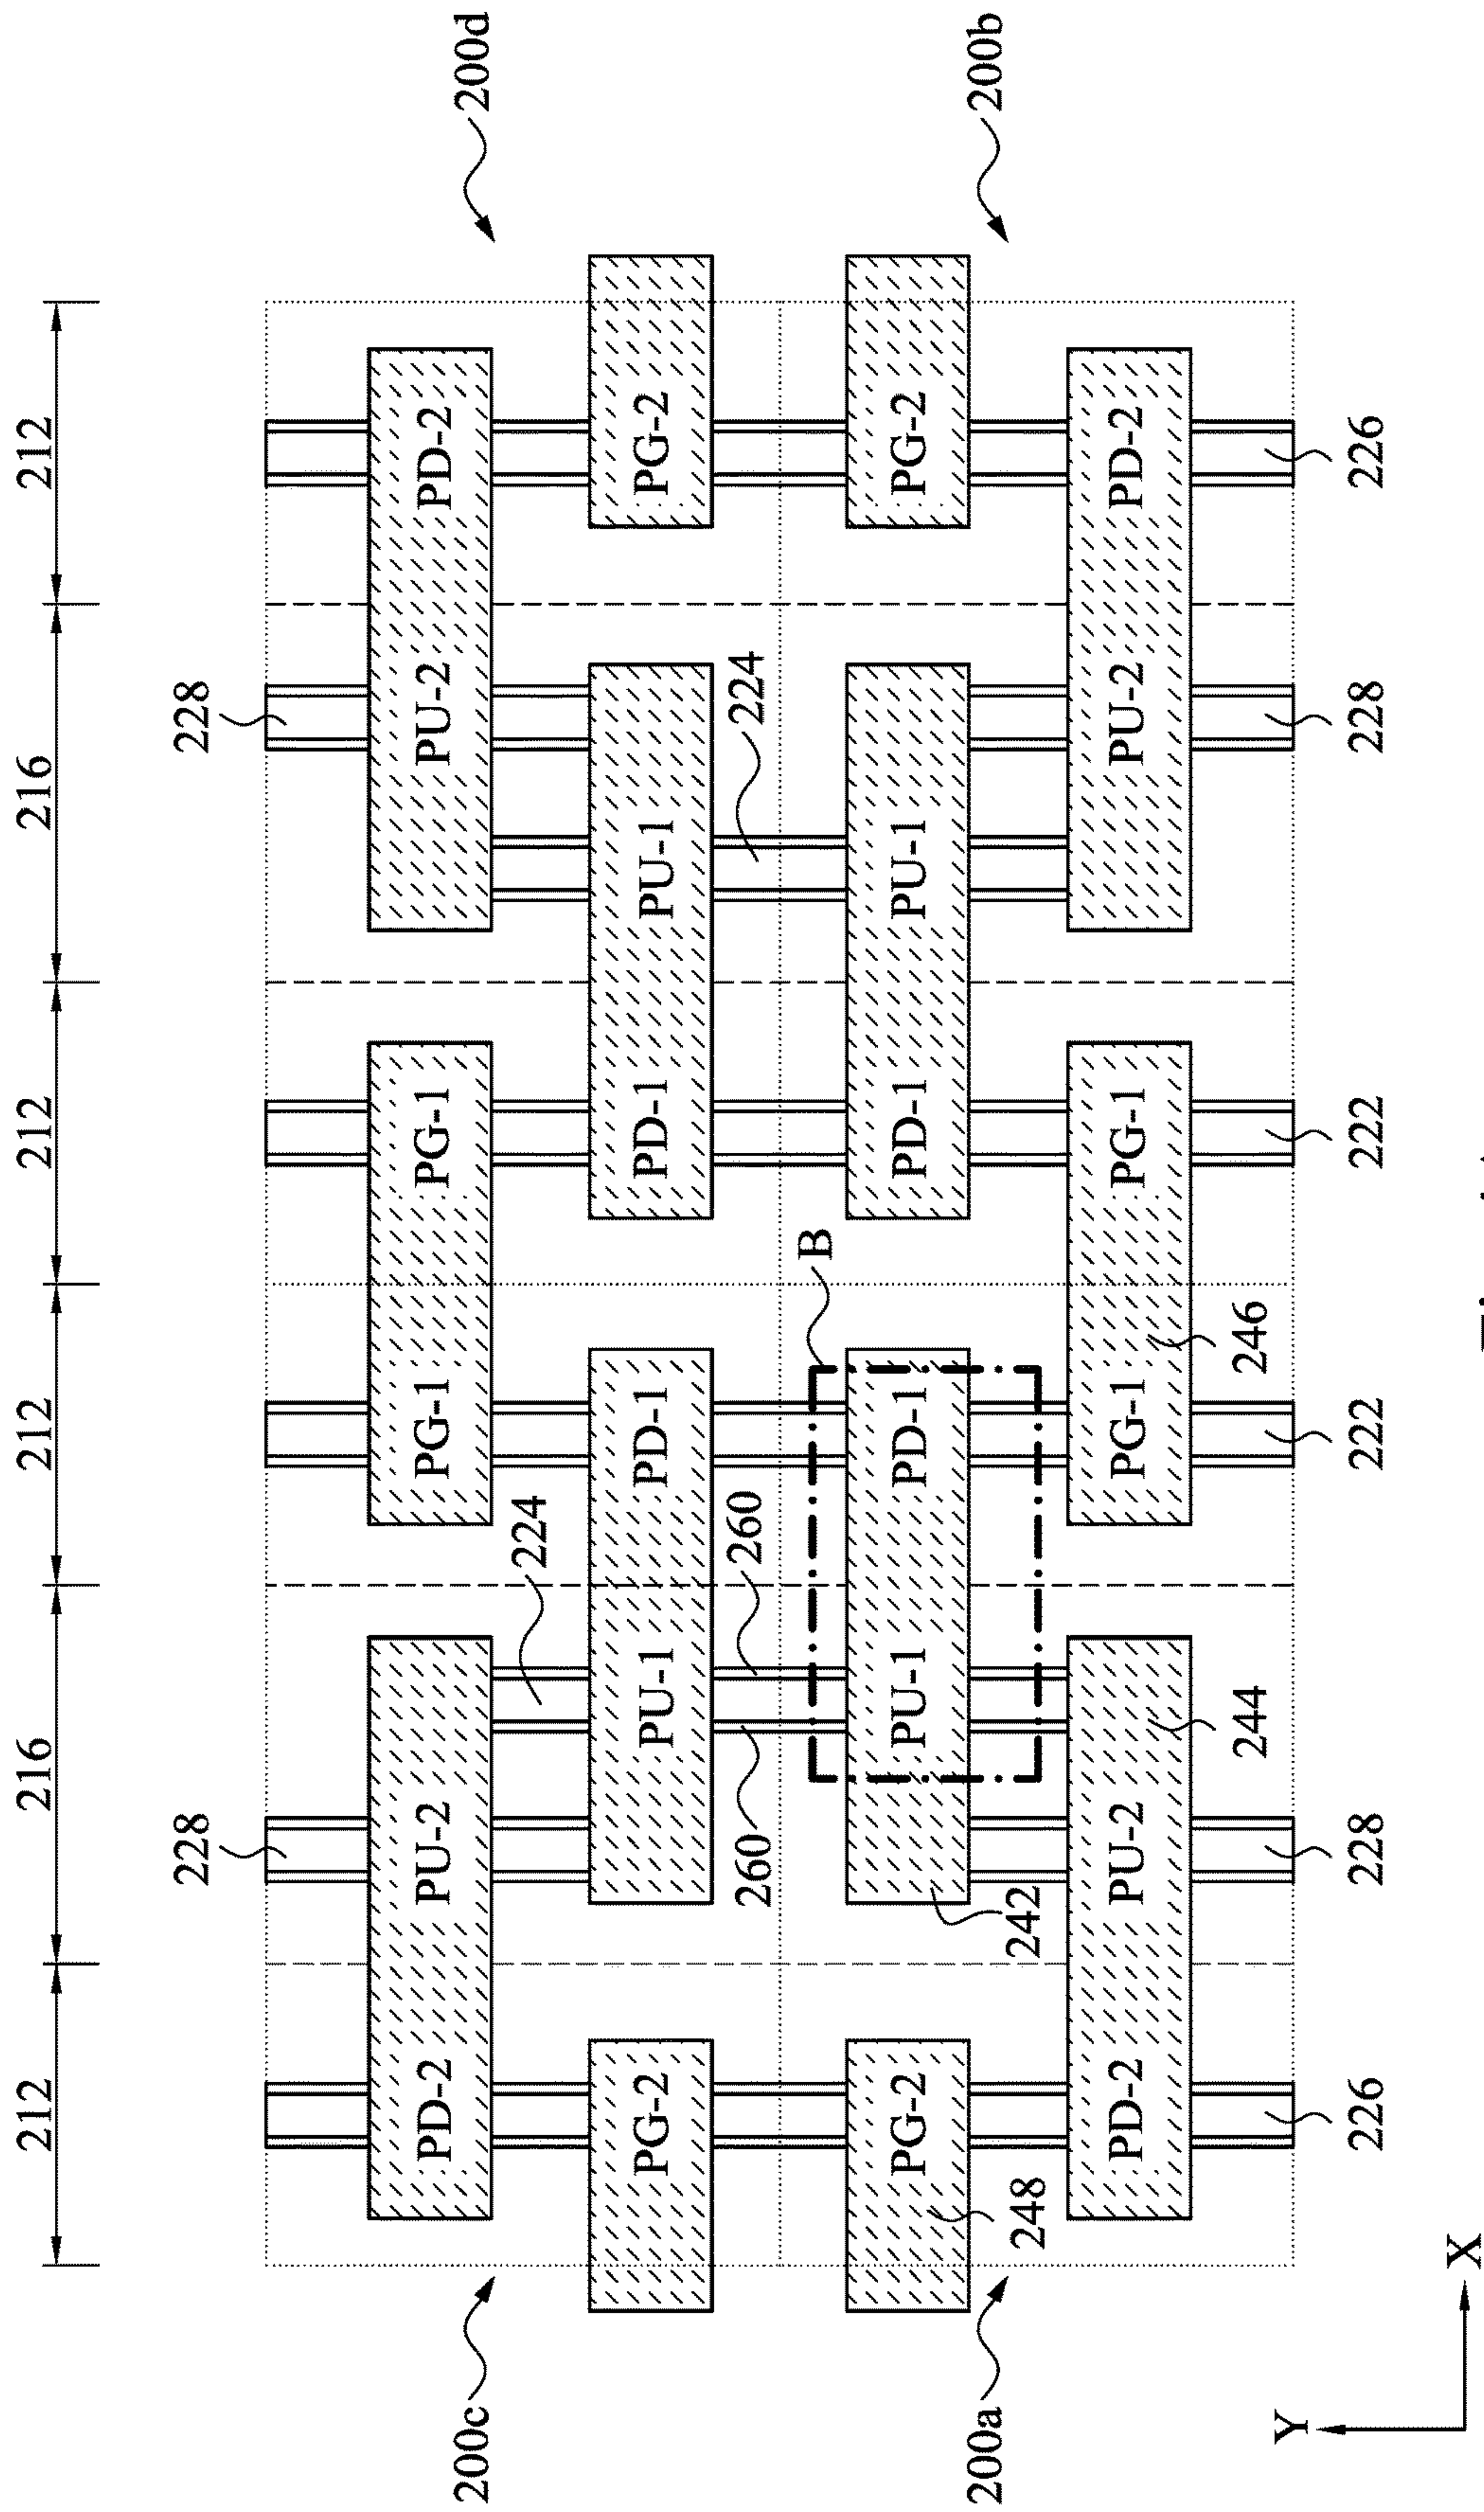 212 216 212 212 216 212
228 228
200c PD-2 PU-2 PG-1 PG-1 PU-2 PD-2 200d
224
PG-2 PU-1 PD-1 PD-1 PU-1 PG-2
260 260 224
B
200a PG-2 PU-1 PD-1 PD-1 PU-1 PG-2 200b
248 242
PD-2 PU-2 PG-1 PG-1 PU-2 PD-2
244 246
Y
226 228 222 222 228 226
X